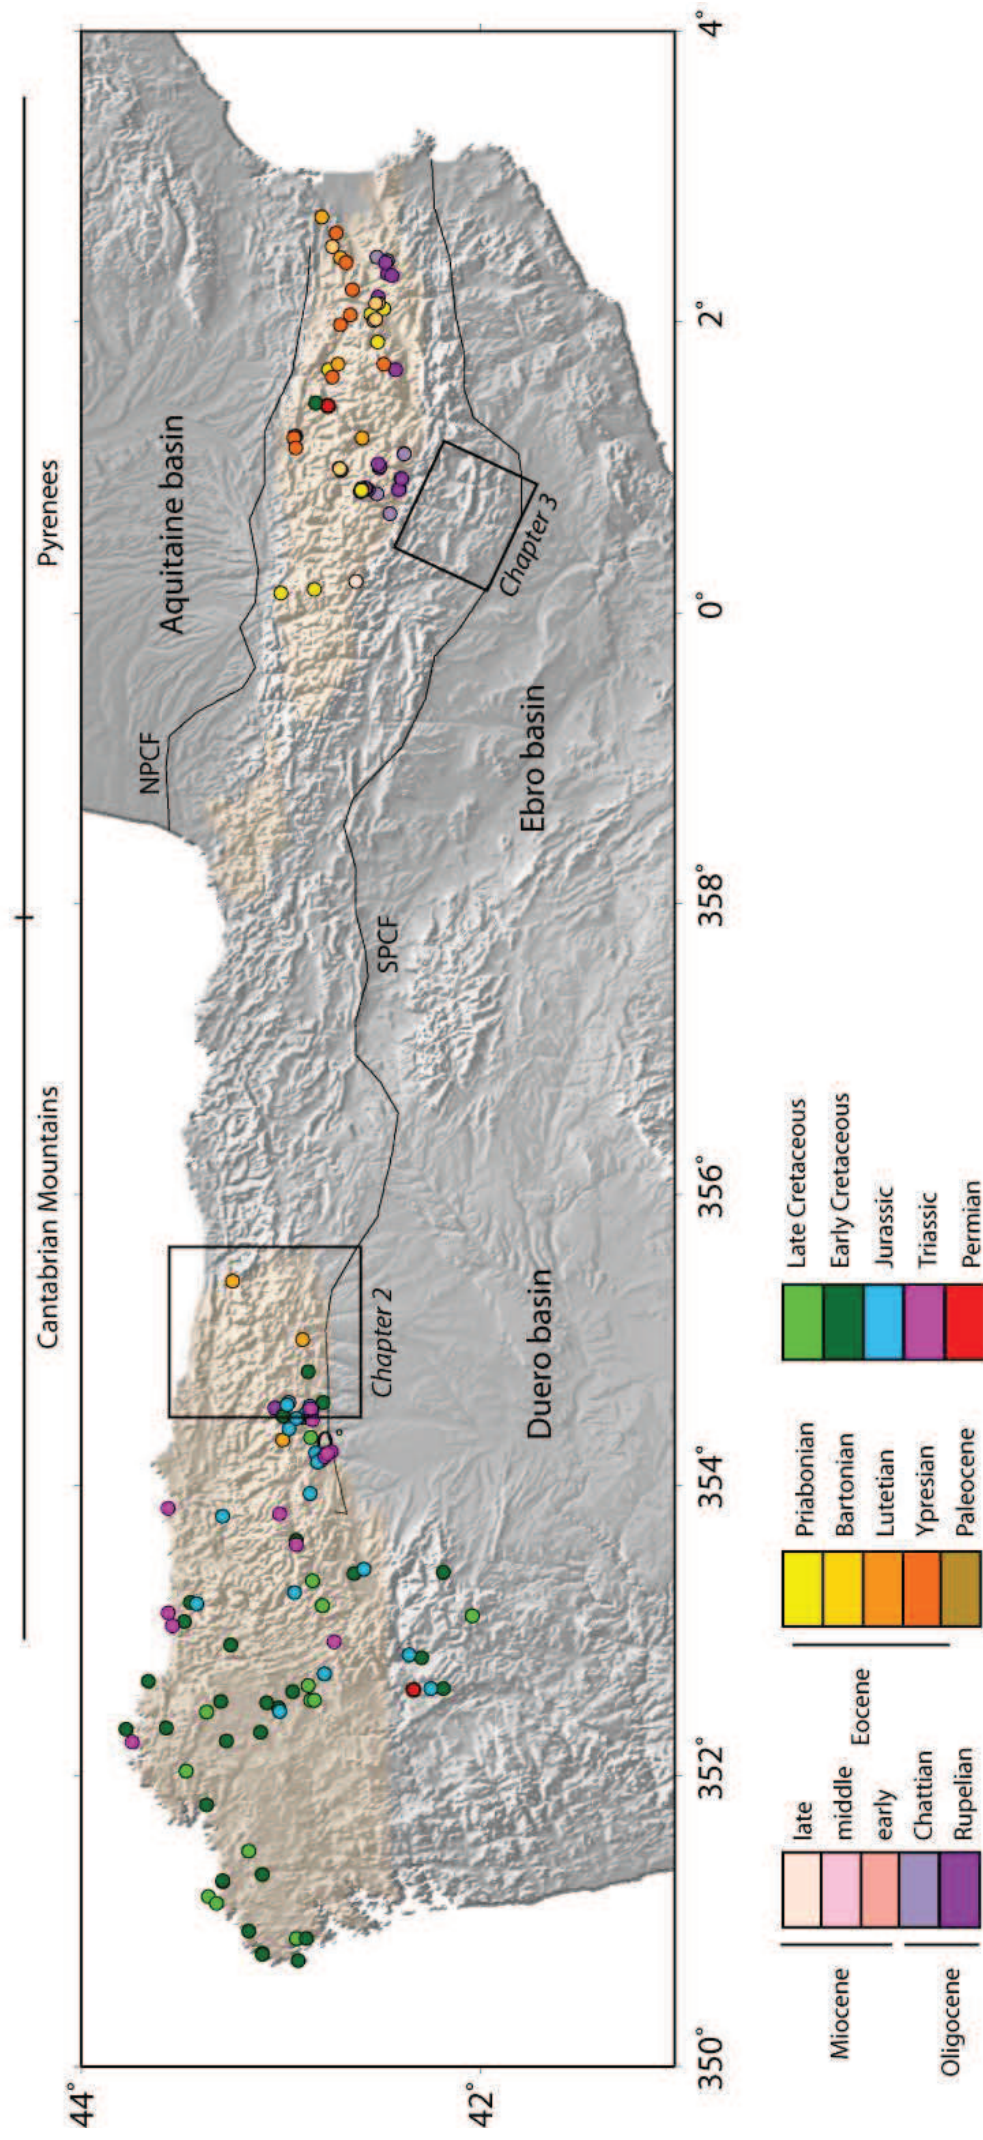 Cantabrian Mountains
Pyrenees
44°
42°
NPCF
Aquitaine basin
SPCF
Ebro basin
Duero basin
Chapter 2
Chapter 3
350°
352°
354°
356°
358°
0°
2°
4°
Miocene
late
middle
early
Oligocene
Chattian
Rupelian
Eocene
Priabonian
Bartonian
Lutetian
Ypresian
Paleocene
Late Cretaceous
Early Cretaceous
Jurassic
Triassic
Permian